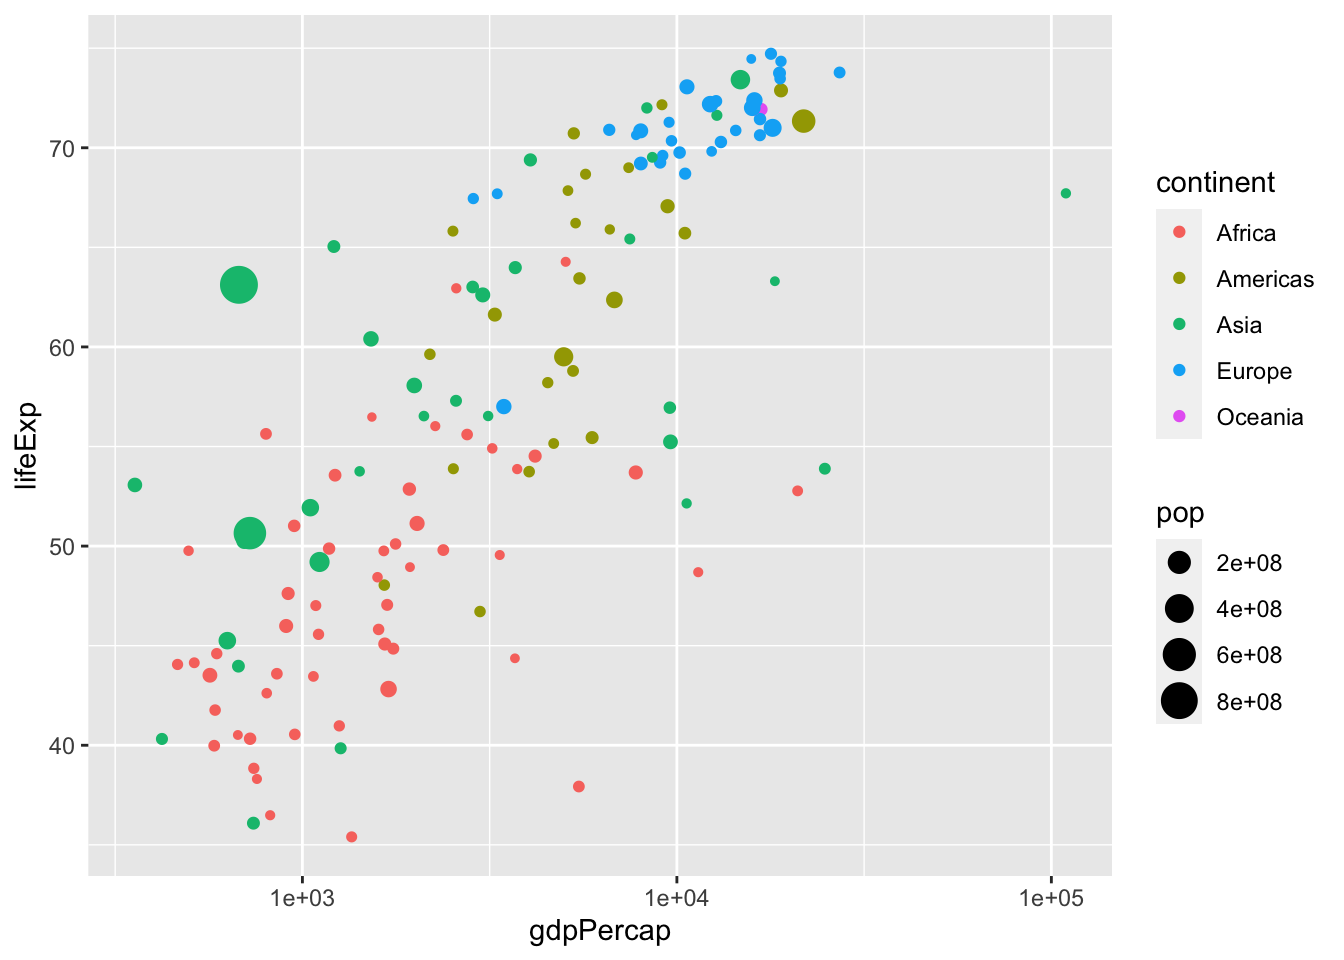 lifeExp
70
60
50
40
1e+03
1e+04
1e+05
gdpPercap
continent
Africa
Americas
Asia
Europe
Oceania
pop
2e+08
4e+08
6e+08
8e+08